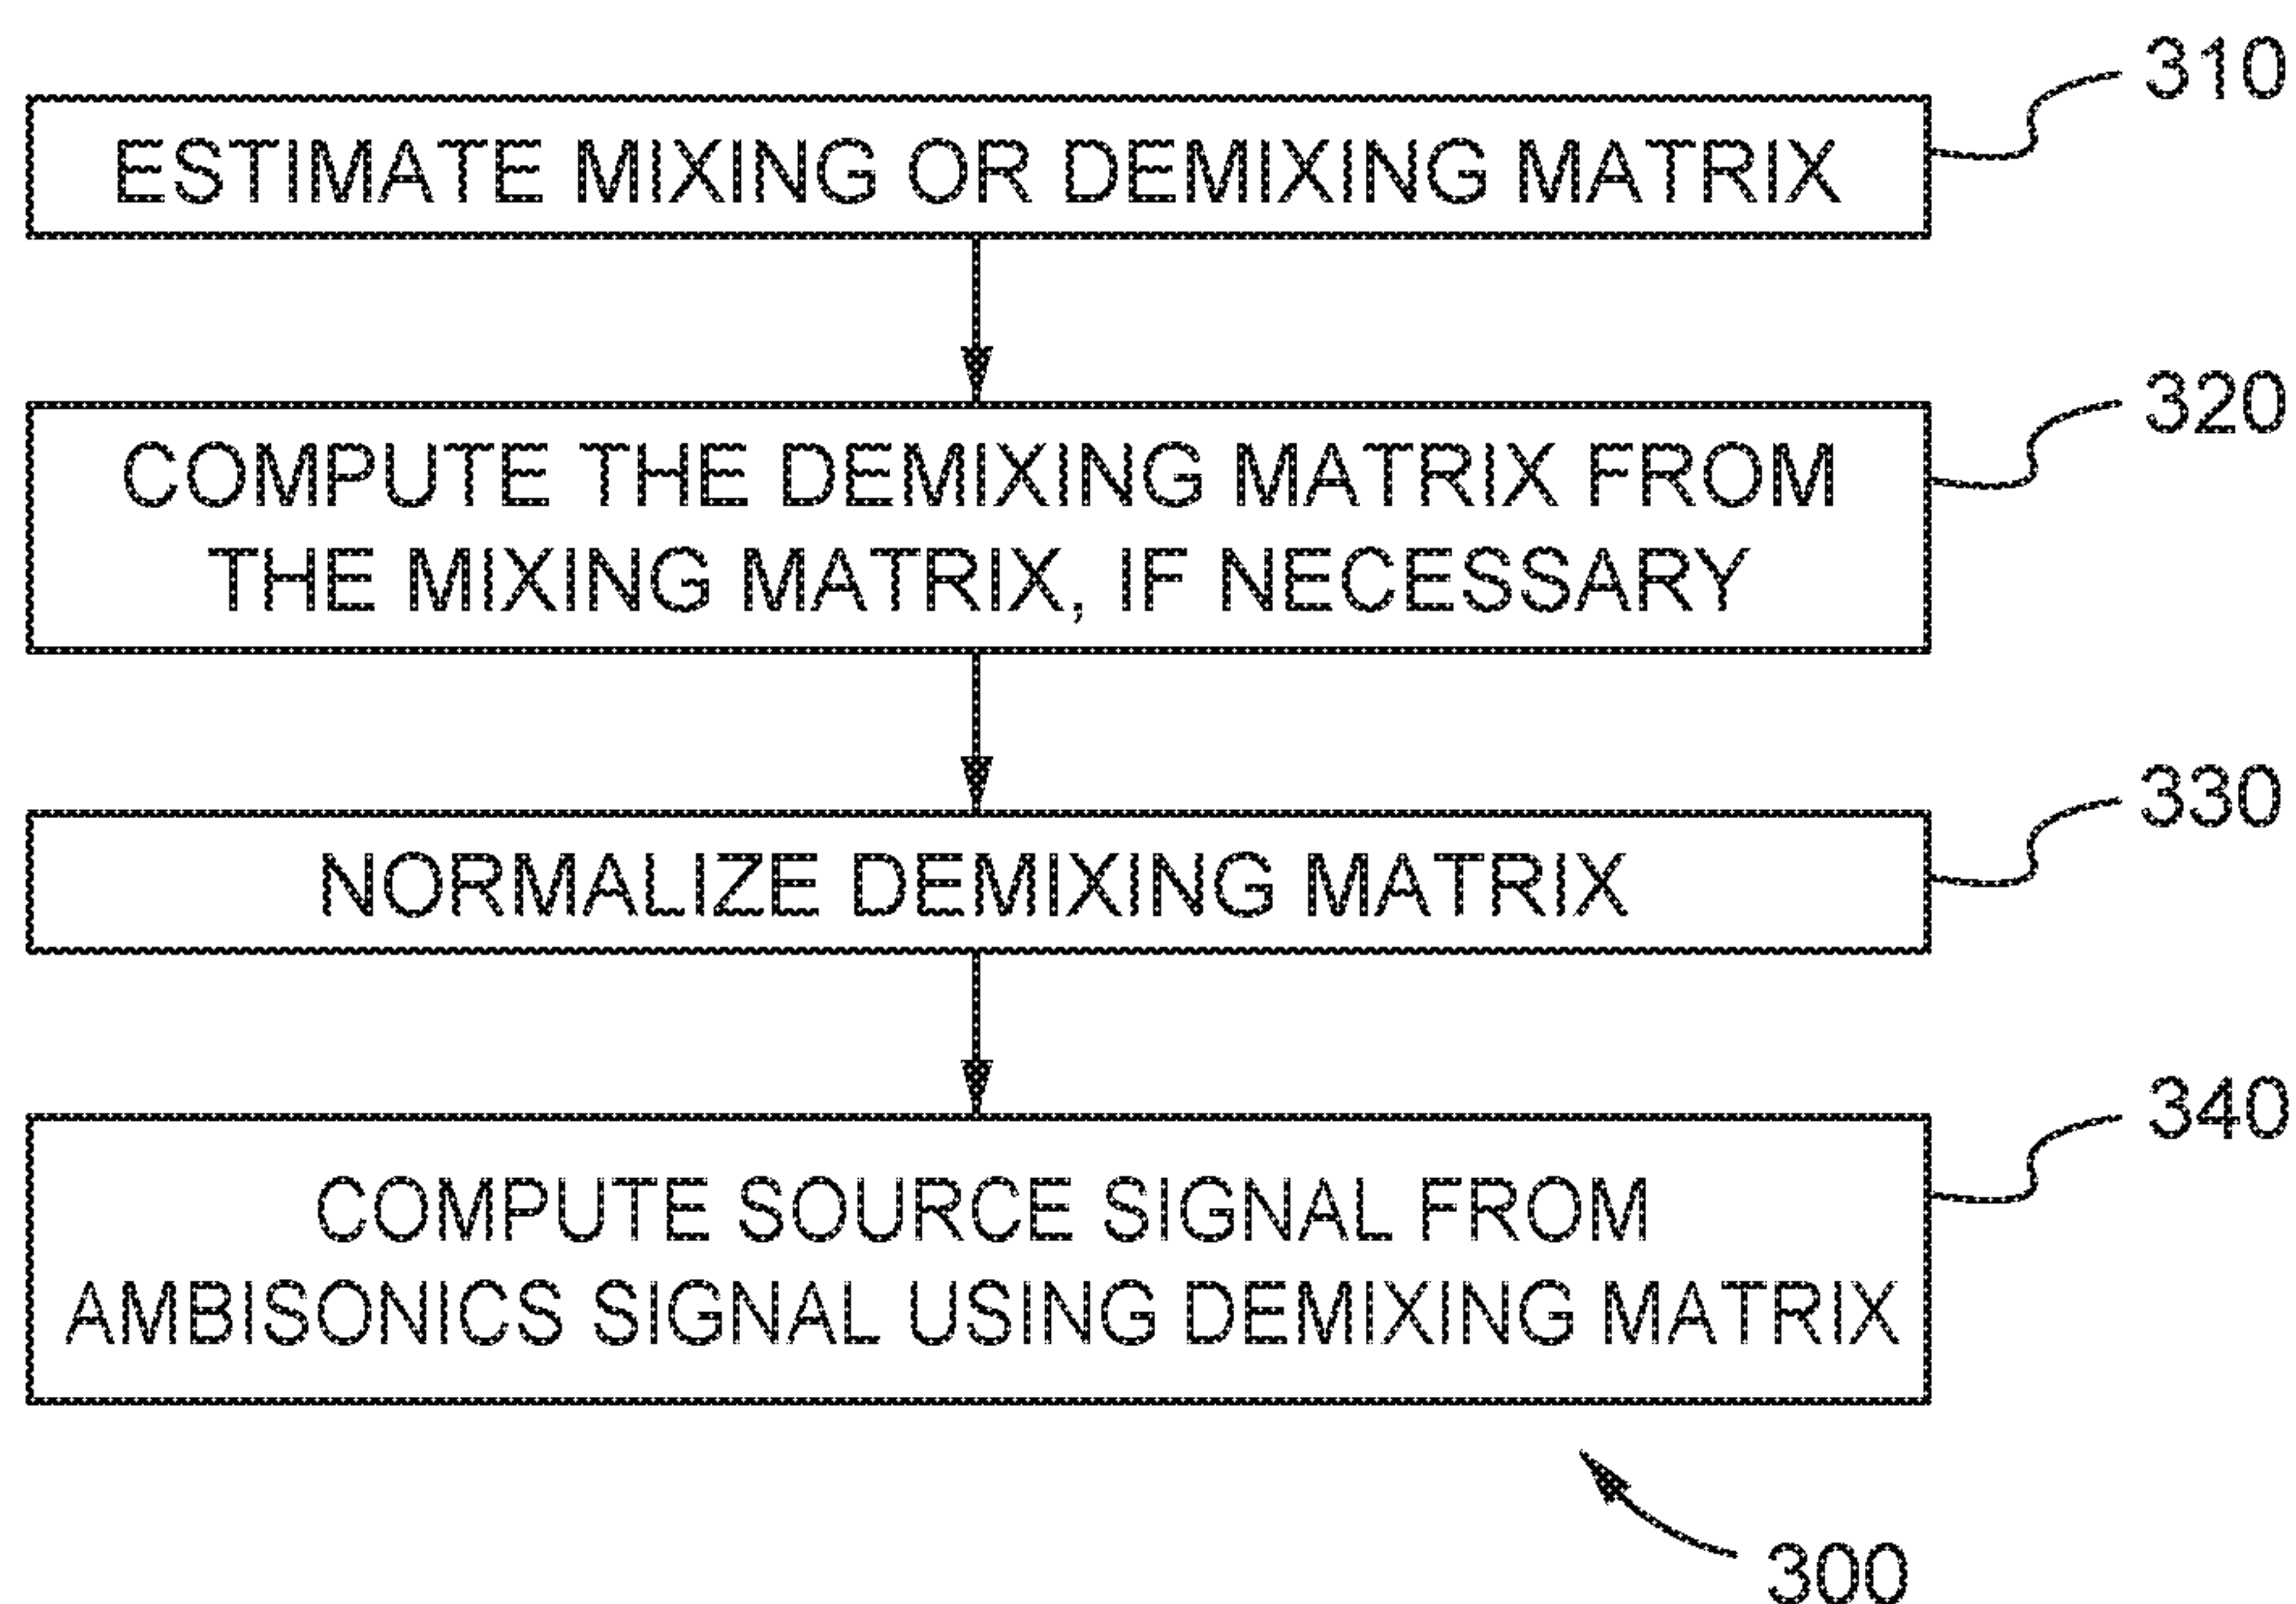 310
ESTIMATE MIXING OR DEMIXING MATRIX
320
COMPUTE THE DEMIXING MATRIX FROM
THE MIXING MATRIX, IF NECESSARY
330
NORMALIZE DEMIXING MATRIX
340
COMPUTE SOURCE SIGNAL FROM
AMBISONICS SIGNAL USING DEMIXING MATRIX
300